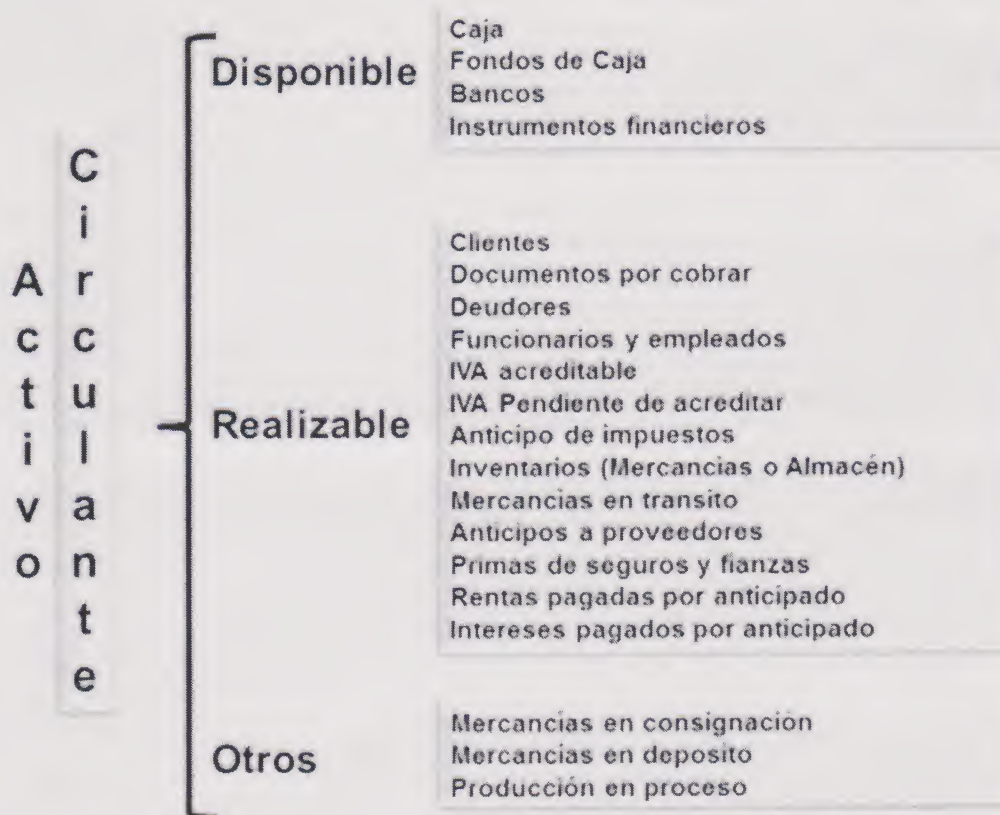 Activo
Circulante
Disponible
Caja
Fondos de Caja
Bancos
Instrumentos financieros
Realizable
Clientes
Documentos por cobrar
Deudores
Funcionarios y empleados
IVA acreditable
IVA Pendiente de acreditar
Anticipo de impuestos
Inventarios (Mercancias o Almacén)
Mercancias en transito
Anticipos a proveedores
Primas de seguros y fianzas
Rentas pagadas por anticipado
Intereses pagados por anticipado
Otros
Mercancias en consignación
Mercancias en deposito
Producción en proceso